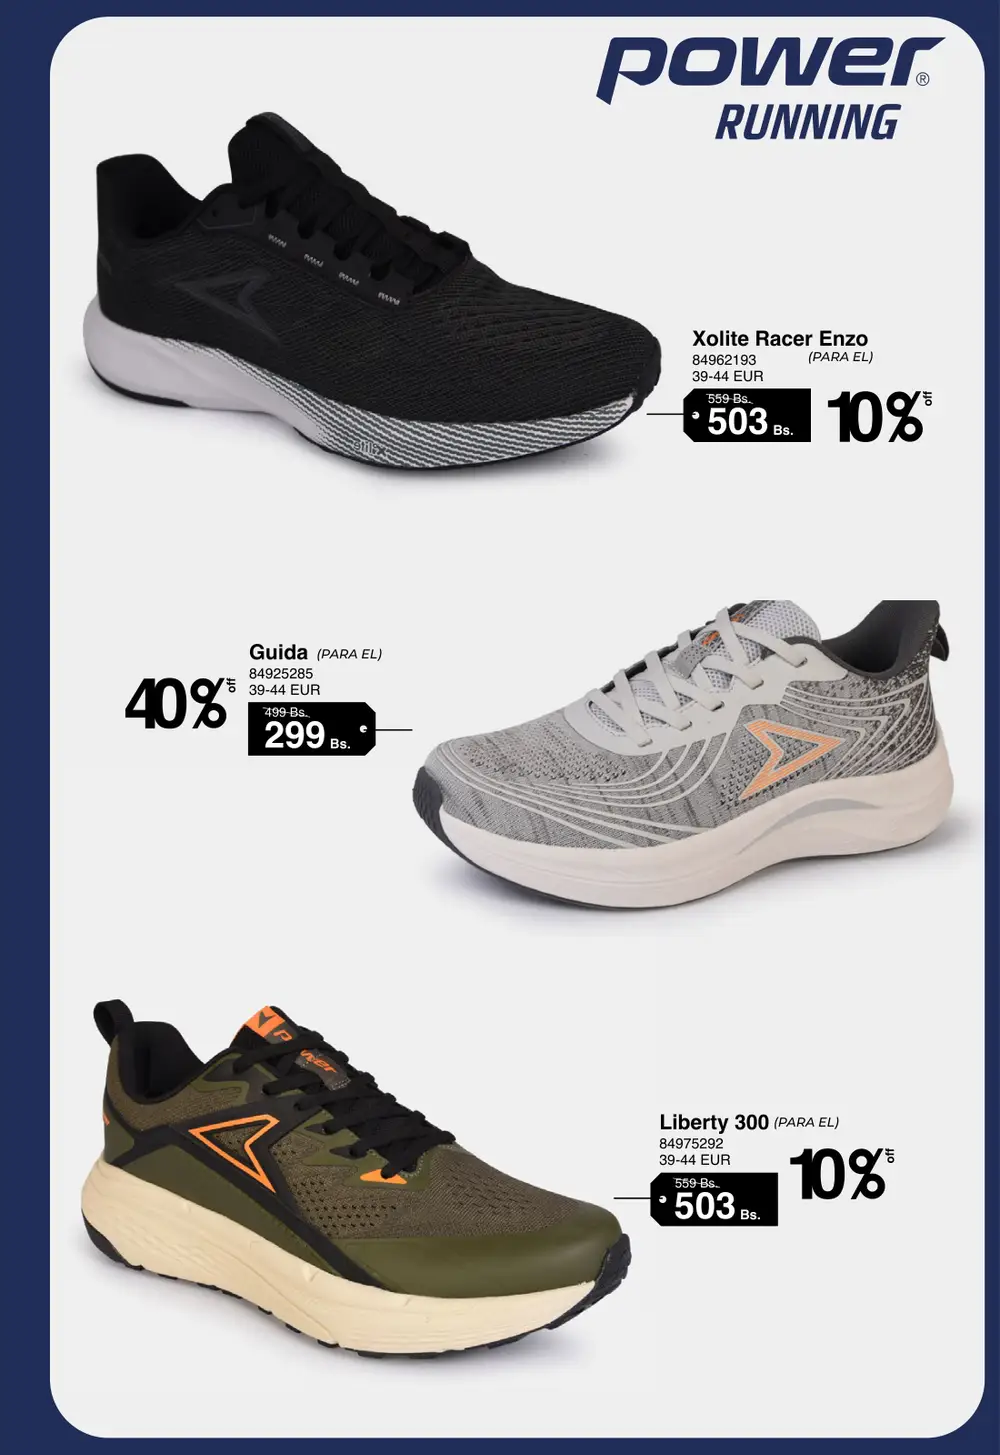 power®
RUNNING
Xolite Racer Enzo
84962193 (PARA EL)
39-44 EUR
559 Bs.
503 Bs.
10% off
Guida (PARA EL)
84925285
39-44 EUR
40% off
499 Bs.
299 Bs.
power
Liberty 300 (PARA EL)
84975292
39-44 EUR
559 Bs.
503 Bs.
10% off